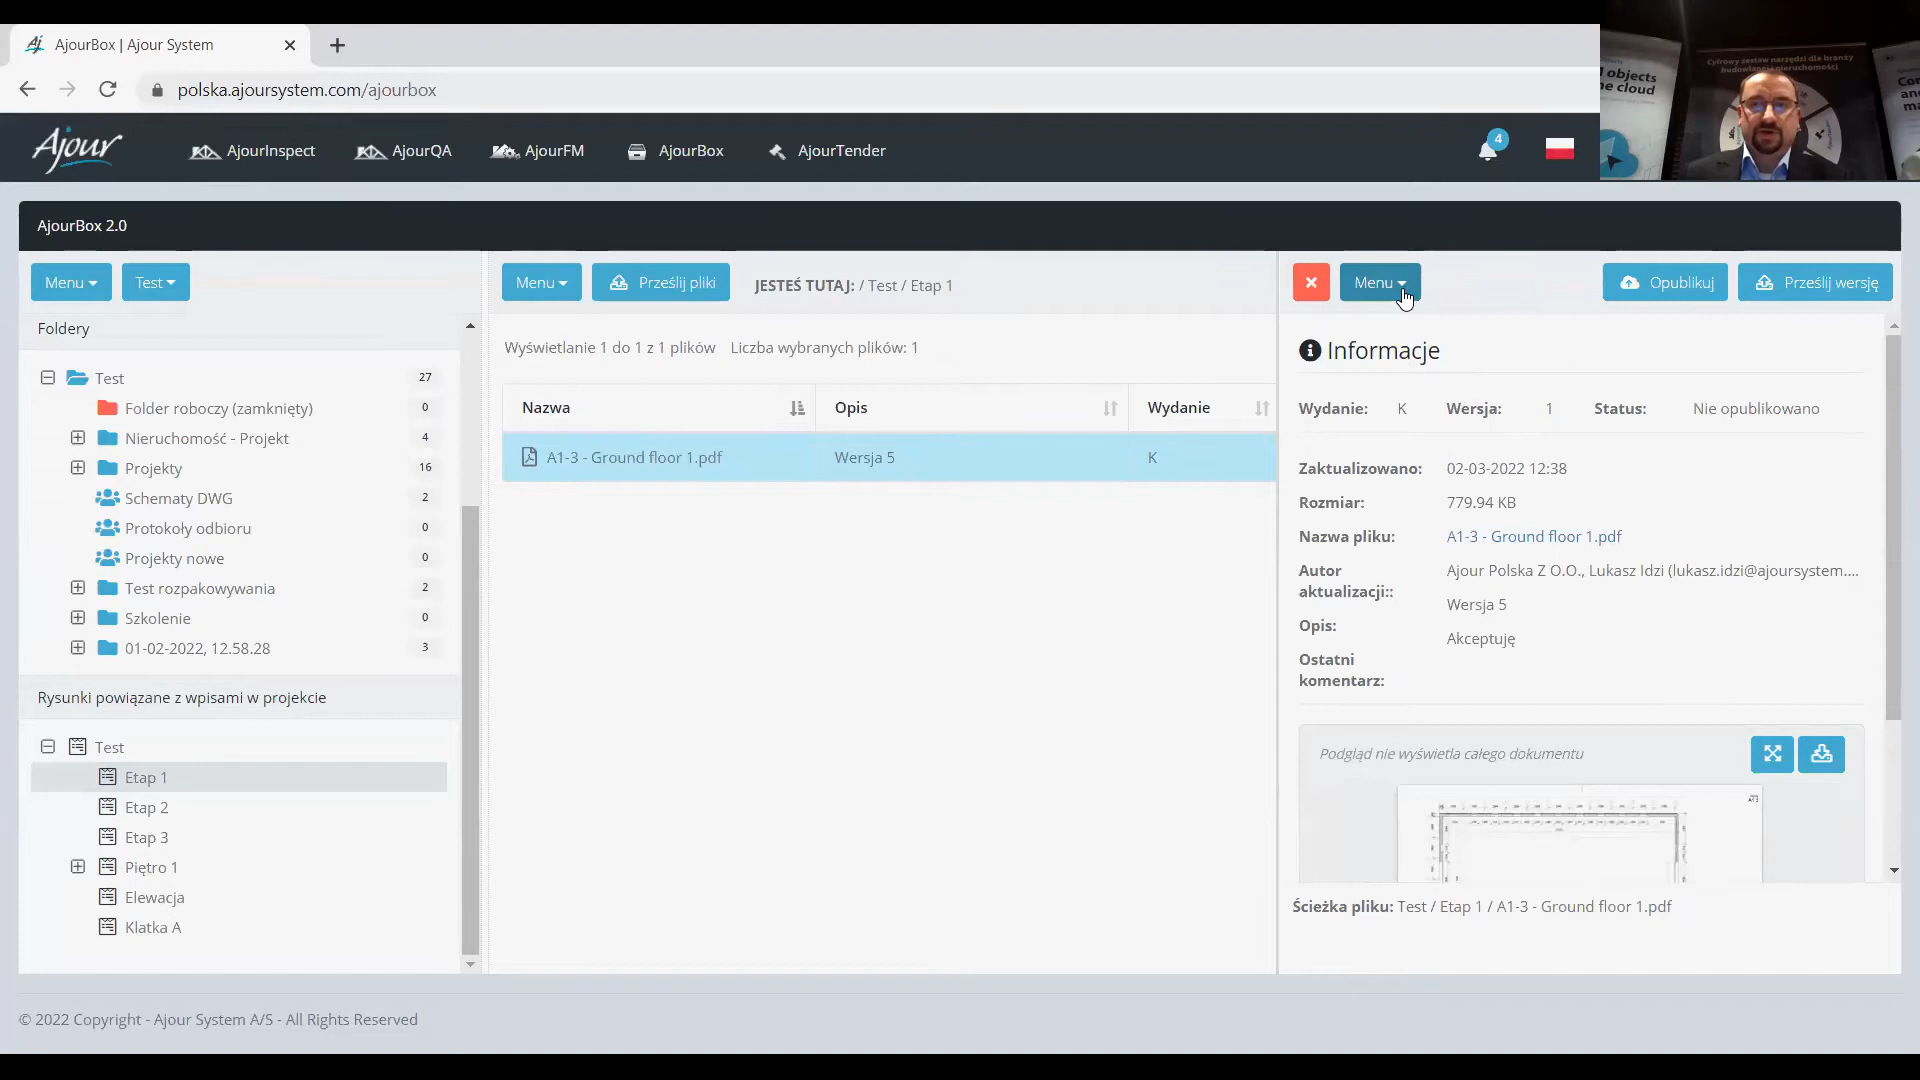 AjourBox | Ajour System
polska.ajoursystem.com/ajourbox
Cyfrowy zestaw narzędzi dla branży
budowlanej i nieruchomości
objects
e cloud
Ajour
AjourInspect
AjourQA
AjourFM
AjourBox
AjourTender
4
AjourBox 2.0
Menu
Test
Menu
Prześlij pliki
JESTEŚ TUTAJ: / Test / Etap 1
Menu
Opublikuj
Prześlij wersję
Foldery
Test 27
Folder roboczy (zamknięty) 0
Nieruchomość - Projekt 4
Projekty 16
Schematy DWG 2
Protokoły odbioru 0
Projekty nowe 0
Test rozpakowywania 2
Szkolenie 0
01-02-2022, 12.58.28 3
Rysunki powiązane z wpisami w projekcie
Test
Etap 1
Etap 2
Etap 3
Piętro 1
Elewacja
Klatka A
Wyświetlanie 1 do 1 z 1 plików Liczba wybranych plików: 1
Nazwa Opis Wydanie
A1-3 - Ground floor 1.pdf Wersja 5 K
Informacje
Wydanie: K Wersja: 1 Status: Nie opublikowano
Zaktualizowano: 02-03-2022 12:38
Rozmiar: 779.94 KB
Nazwa pliku: A1-3 - Ground floor 1.pdf
Autor Ajour Polska Z O.O., Lukasz Idzi (lukasz.idzi@ajoursystem....
aktualizacji::
Wersja 5
Opis:
Akceptuję
Ostatni
komentarz:
Podgląd nie wyświetla całego dokumentu
Ścieżka pliku: Test / Etap 1 / A1-3 - Ground floor 1.pdf
© 2022 Copyright - Ajour System A/S - All Rights Reserved